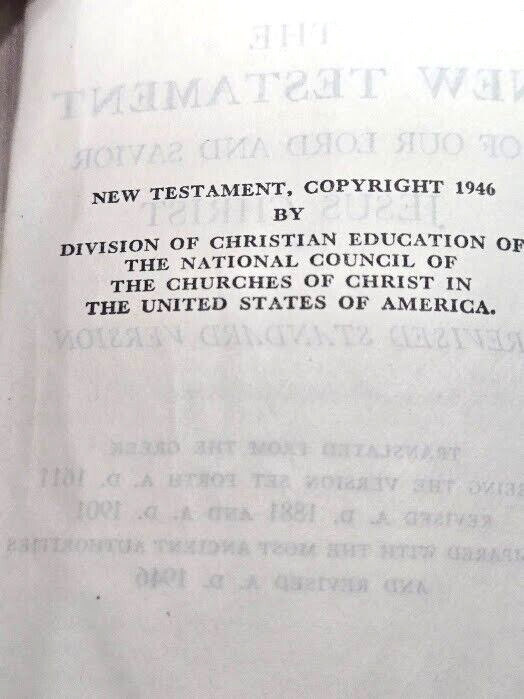 NEW TESTAMENT, COPYRIGHT 1946
BY
DIVISION OF CHRISTIAN EDUCATION OF
THE NATIONAL COUNCIL OF
THE CHURCHES OF CHRIST IN
THE UNITED STATES OF AMERICA.